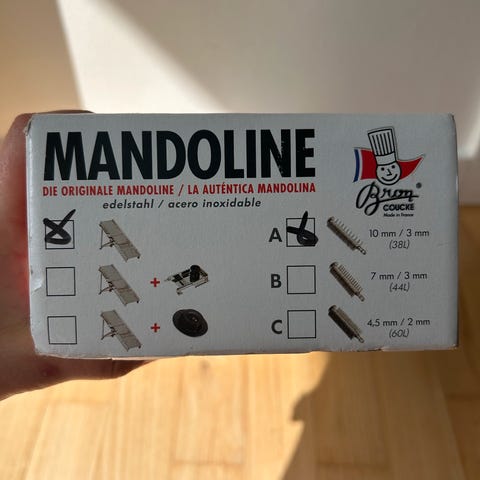 MANDOLINE
DIE ORIGINALE MANDOLINE / LA AUTÉNTICA MANDOLINA
edelstahl / acero inoxidable
Bron®
COUCKE
Made in France
A 10 mm / 3 mm
(38L)
+ B 7 mm / 3 mm
(44L)
+ C 4,5 mm / 2 mm
(60L)